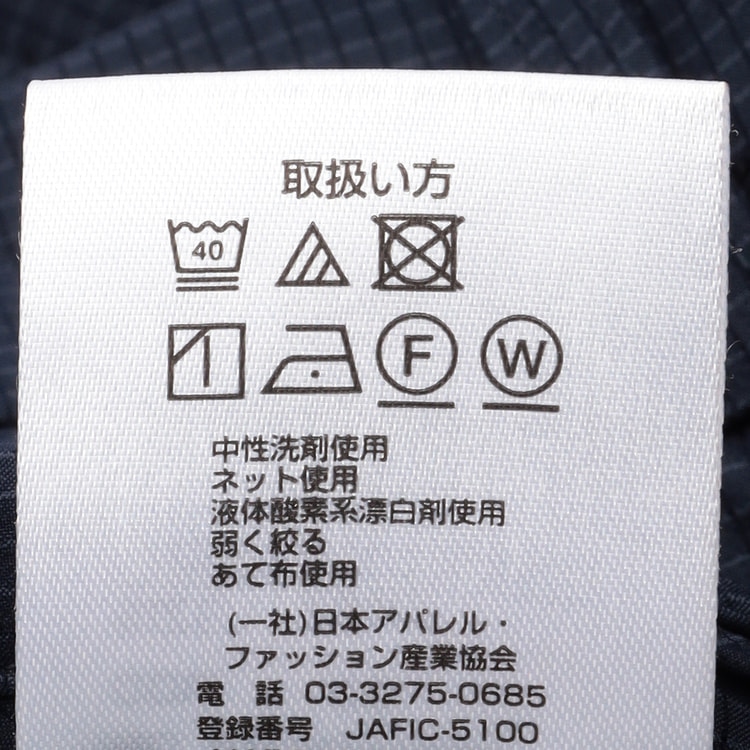 取扱い方
40
F W
中性洗剤使用
ネット使用
液体酸素系漂白剤使用
弱く絞る
あて布使用
(一社)日本アパレル・
ファッション産業協会
電 話 03-3275-0685
登録番号 JAFIC-5100